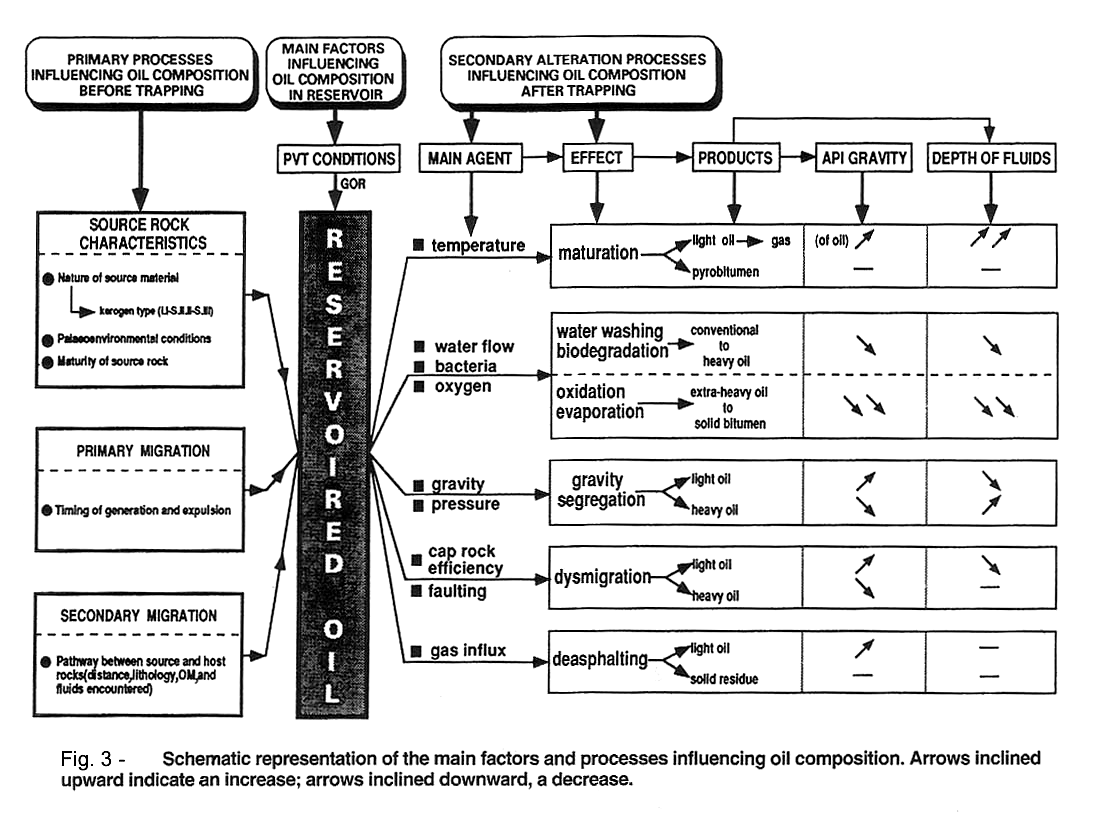 PRIMARY PROCESSES
INFLUENCING OIL COMPOSITION
BEFORE TRAPPING
MAIN FACTORS
INFLUENCING
OIL COMPOSITION
IN RESERVOIR
SECONDARY ALTERATION PROCESSES
INFLUENCING OIL COMPOSITION
AFTER TRAPPING
PVT CONDITIONS
GOR
MAIN AGENT
EFFECT
PRODUCTS
API GRAVITY
DEPTH OF FLUIDS
SOURCE ROCK
CHARACTERISTICS
Nature of source material
kerogen type (I,I-S.II.II-S.III)
Palaeoenvironmental conditions
Maturity of source rock
PRIMARY MIGRATION
Timing of generation and expulsion
SECONDARY MIGRATION
Pathway between source and host
rocks(distance,lithology,OM,and
fluids encountered)
RESERVOIRED OIL
temperature
maturation
light oil
gas
(of oil)
pyrobitumen
water flow
bacteria
oxygen
water washing
biodegradation
conventional
to
heavy oil
oxidation
evaporation
extra-heavy oil
to
solid bitumen
gravity
pressure
gravity
segregation
light oil
heavy oil
cap rock
efficiency
faulting
dysmigration
light oil
heavy oil
gas influx
deasphalting
light oil
solid residue
Fig. 3 - Schematic representation of the main factors and processes influencing oil composition. Arrows inclined
upward indicate an increase; arrows inclined downward, a decrease.